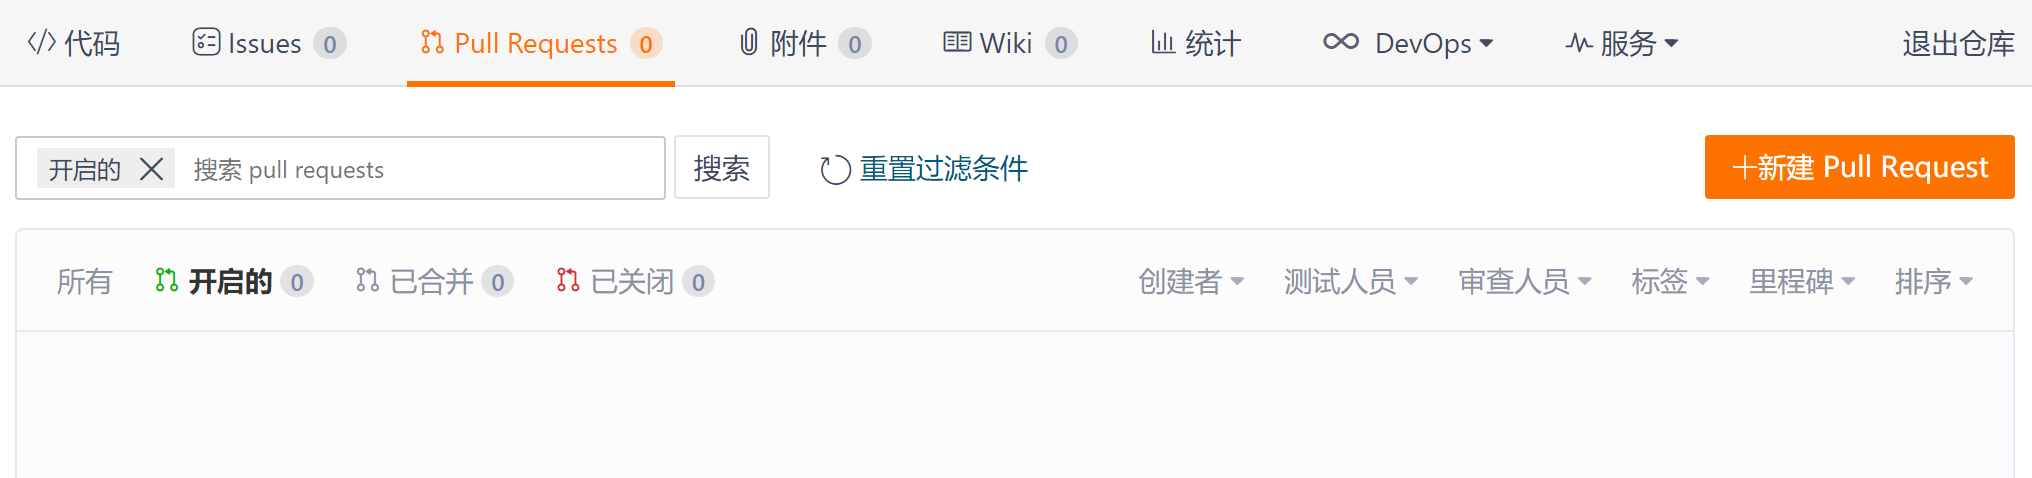 代码 Issues 0 Pull Requests 0 附件 0 Wiki 0 统计 DevOps 服务 退出仓库
开启的 搜索 pull requests 搜索 重置过滤条件 +新建 Pull Request
所有 开启的 0 已合并 0 已关闭 0 创建者 测试人员 审查人员 标签 里程碑 排序